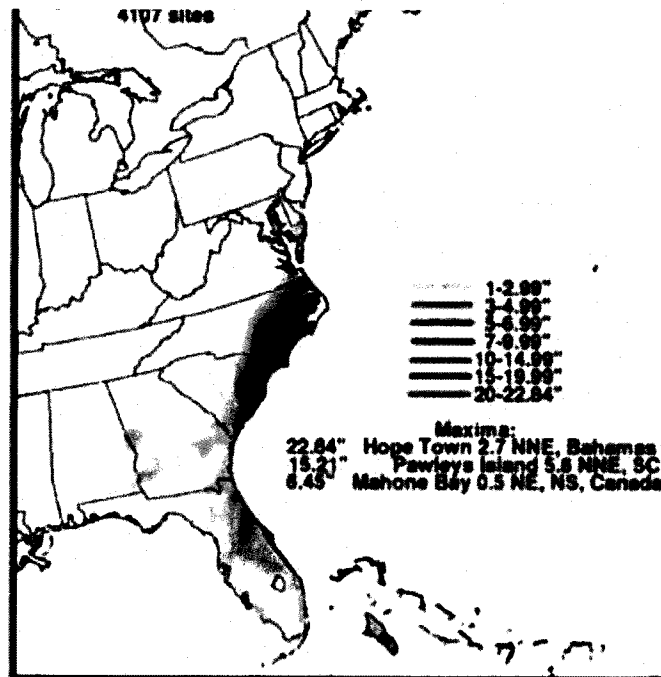 4107 sites
1-2.99"
3-4.99"
5-6.99"
7-9.99"
10-14.99"
15-19.99"
20-22.84"
Maxima:
22.84" Hope Town 2.7 NNE, Bahamas
15.21" Pawleys Island 5.8 NNE, SC
6.45" Mahone Bay 0.5 NE, NS, Canada